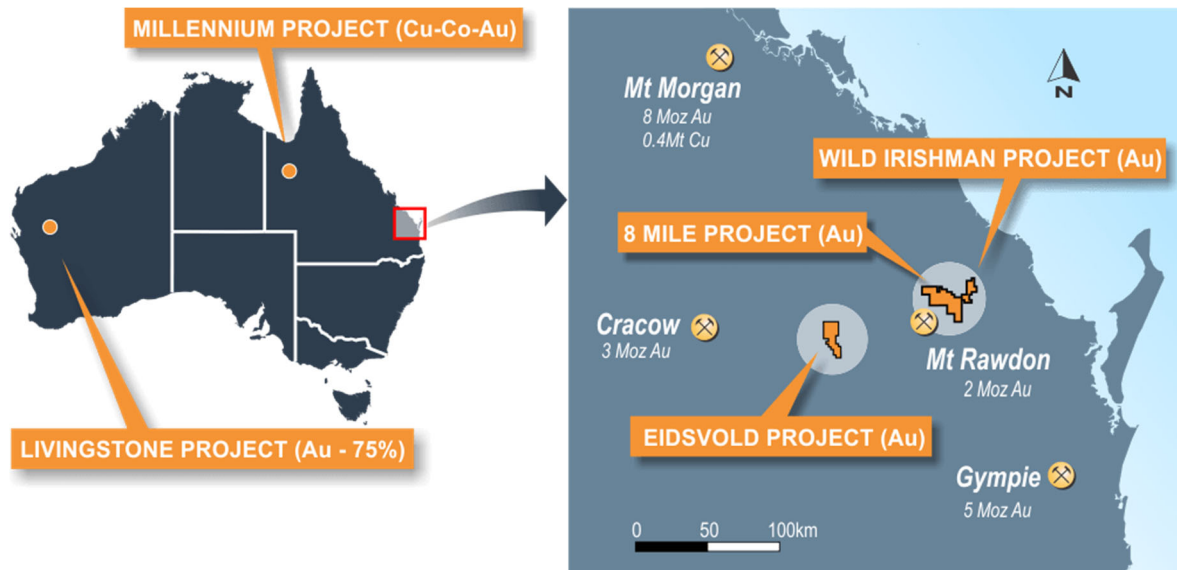 MILLENNIUM PROJECT (Cu-Co-Au)
LIVINGSTONE PROJECT (Au - 75%)
Mt Morgan
8 Moz Au
0.4Mt Cu
N
WILD IRISHMAN PROJECT (Au)
8 MILE PROJECT (Au)
Cracow
3 Moz Au
Mt Rawdon
2 Moz Au
EIDSVOLD PROJECT (Au)
Gympie
5 Moz Au
0 50 100km